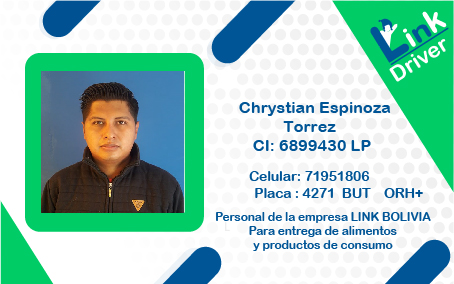 Link
Driver
Chrystian Espinoza
Torrez
CI: 6899430 LP
Celular: 71951806
Placa : 4271 BUT ORH+
Personal de la empresa LINK BOLIVIA
Para entrega de alimentos
y productos de consumo